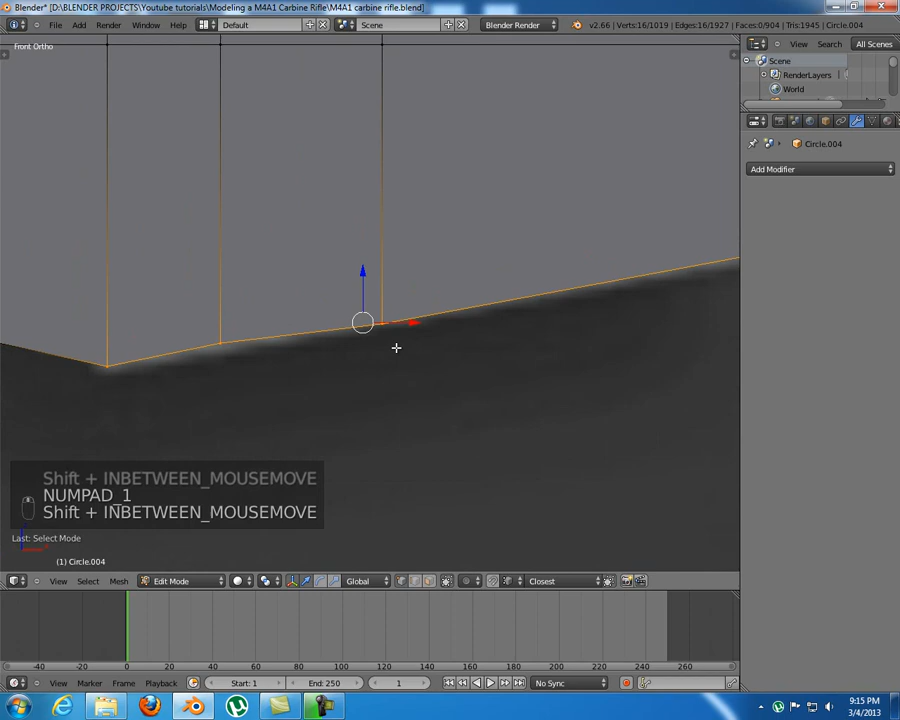 Blender* [D:\BLENDER PROJECTS\Youtube tutorials\Modeling a M4A1 Carbine Rifle\M4A1 carbine rifle.blend]
File Add Render Window Help Default Scene Blender Render v2.66 | Verts:16/1019 | Edges:16/1927 | Faces:0/904 | Tris:1945 | Circle.004
View Search All Scenes
Front Ortho
Scene
RenderLayers
World
Circle.004
Add Modifier
Shift + INBETWEEN_MOUSEMOVE
NUMPAD_1
Shift + INBETWEEN_MOUSEMOVE
Last: Select Mode
(1) Circle.004
View Select Mesh Edit Mode Global Closest
-40 -20 0 20 40 60 80 100 120 140 160 180 200 220 240 260
View Marker Frame Playback Start: 1 End: 250 1 No Sync
9:15 PM
3/4/2013